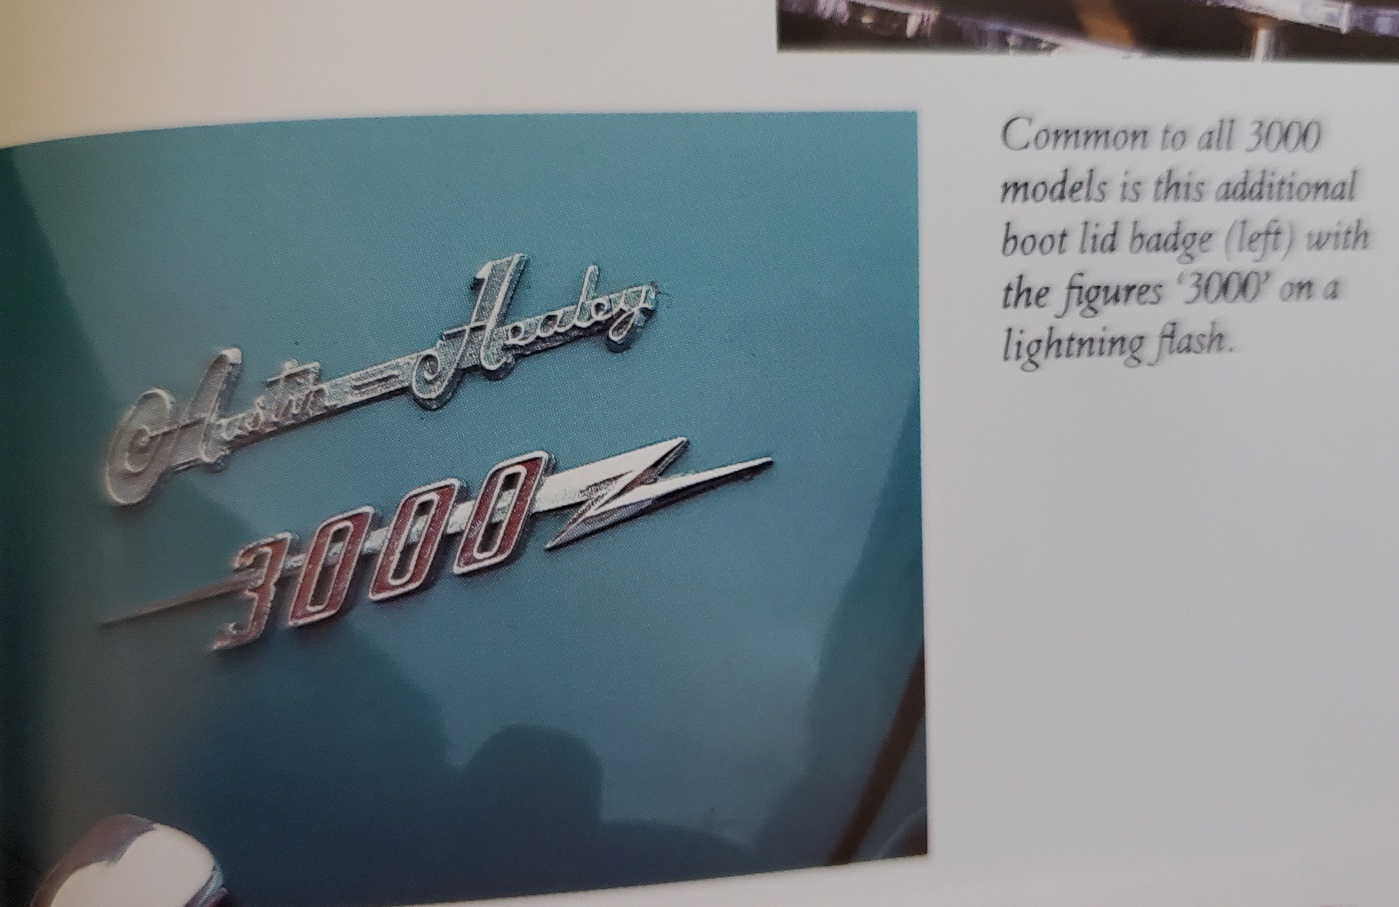 Austin-Healey
3000
Common to all 3000
models is this additional
boot lid badge (left) with
the figures ‘3000’ on a
lightning flash.